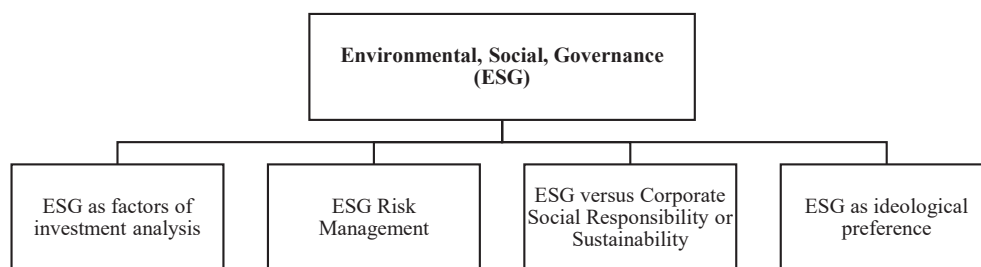 Environmental, Social, Governance
(ESG)
ESG as factors of
investment analysis
ESG Risk
Management
ESG versus Corporate
Social Responsibility or
Sustainability
ESG as ideological
preference